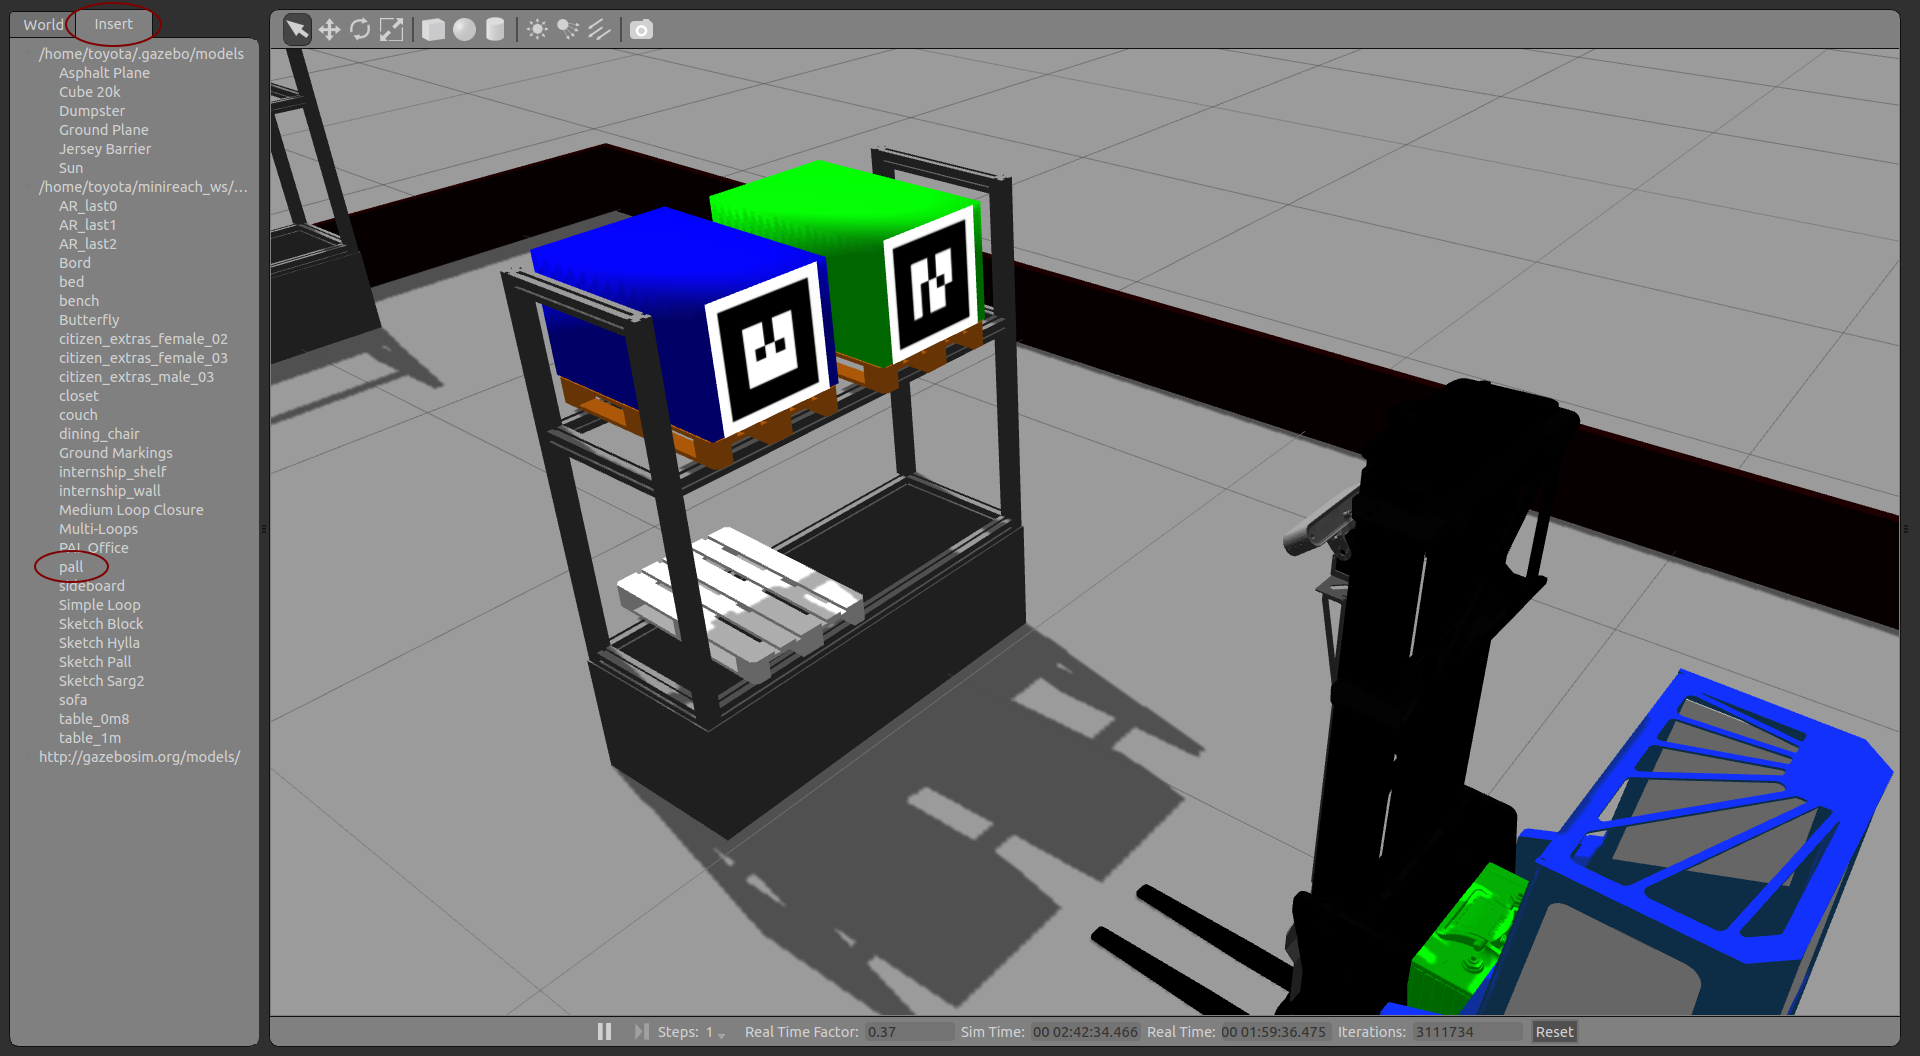 World Insert
/home/toyota/.gazebo/models
Asphalt Plane
Cube 20k
Dumpster
Ground Plane
Jersey Barrier
Sun
/home/toyota/minireach_ws/...
AR_last0
AR_last1
AR_last2
Bord
bed
bench
Butterfly
citizen_extras_female_02
citizen_extras_female_03
citizen_extras_male_03
closet
couch
dining_chair
Ground Markings
internship_shelf
internship_wall
Medium Loop Closure
Multi-Loops
PAL Office
pall
sideboard
Simple Loop
Sketch Block
Sketch Hylla
Sketch Pall
Sketch Sarg2
sofa
table_0m8
table_1m
http://gazebosim.org/models/
Steps: 1 Real Time Factor: 0.37 Sim Time: 00 02:42:34.466 Real Time: 00 01:59:36.475 Iterations: 3111734 Reset